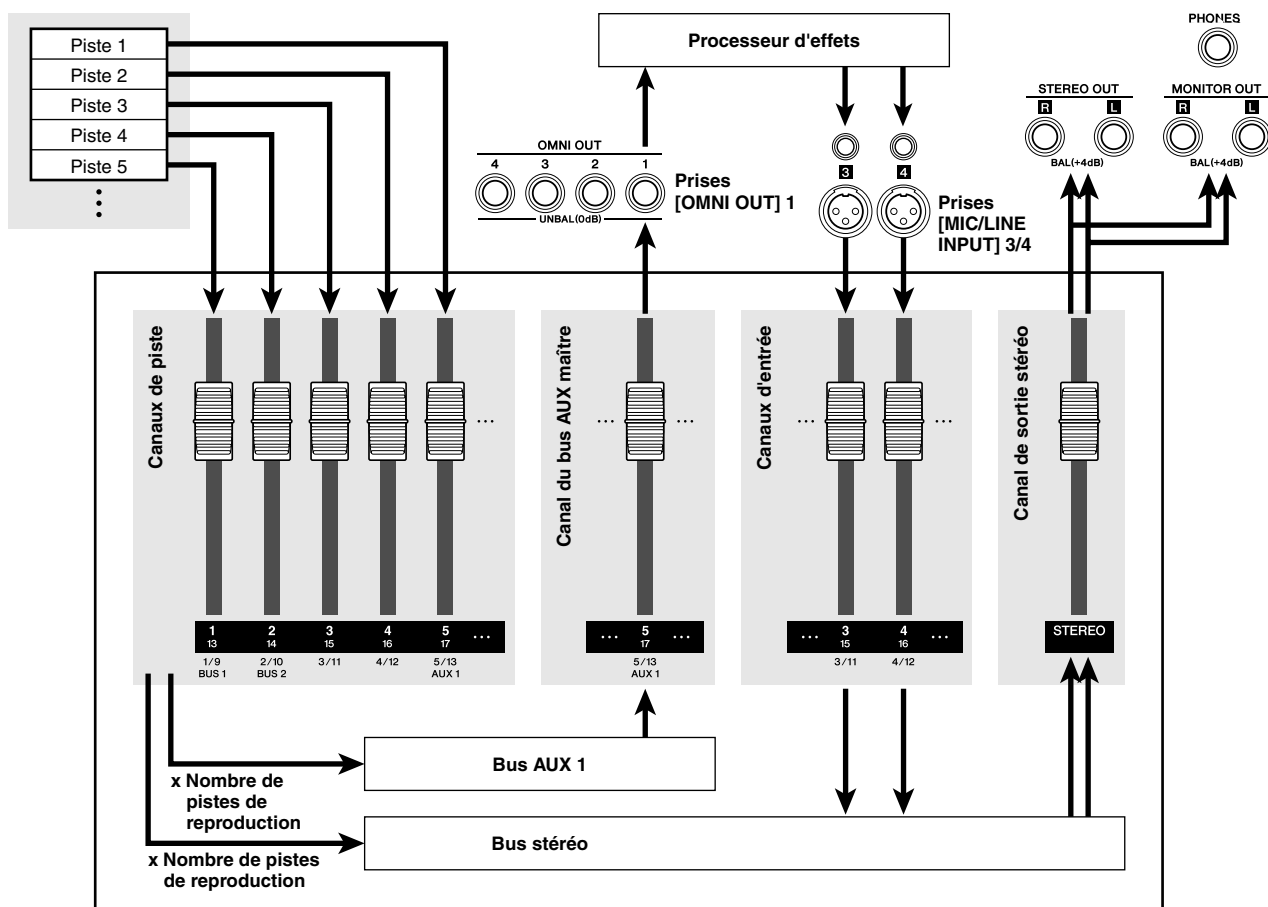 Piste 1
Piste 2
Piste 3
Piste 4
Piste 5
Processeur d'effets
PHONES
STEREO OUT
R L
BAL(+4dB)
MONITOR OUT
R L
BAL(+4dB)
OMNI OUT
4 3 2 1
UNBAL(0dB)
Prises
[OMNI OUT] 1
3 4
Prises
[MIC/LINE
INPUT] 3/4
Canaux de piste
1 2 3 4 5 ...
13 14 15 16 17
1/9 2/10 3/11 4/12 5/13
BUS 1 BUS 2 AUX 1
Canal du bus AUX maître
... 5 ...
17
5/13
AUX 1
Canaux d'entrée
... 3 4 ...
15 16
3/11 4/12
Canal de sortie stéréo
STEREO
Bus AUX 1
x Nombre de
pistes de
reproduction
Bus stéréo
x Nombre de pistes
de reproduction